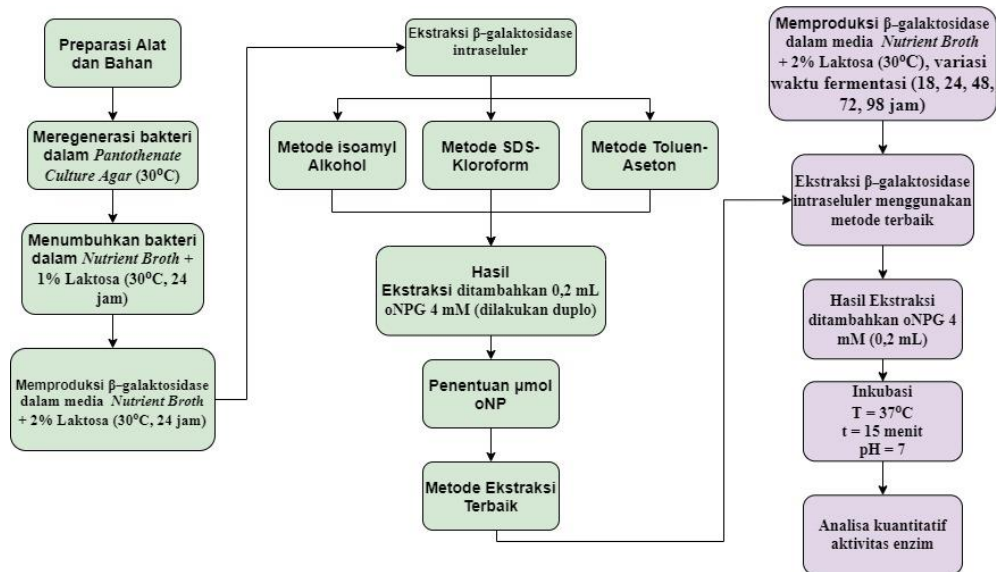 Preparasi Alat
dan Bahan
Meregenerasi bakteri
dalam Pantothenate
Culture Agar (30⁰C)
Menumbuhkan bakteri
dalam Nutrient Broth +
1% Laktosa (30⁰C, 24
jam)
Memproduksi β–galaktosidase
dalam media Nutrient Broth
+ 2% Laktosa (30⁰C, 24 jam)
Ekstraksi β–galaktosidase
intraseluler
Metode isoamyl
Alkohol
Metode SDS-
Kloroform
Metode Toluen-
Aseton
Hasil
Ekstraksi ditambahkan 0,2 mL
oNPG 4 mM (dilakukan duplo)
Penentuan µmol
oNP
Metode Ekstraksi
Terbaik
Memproduksi β–galaktosidase
dalam media Nutrient Broth
+ 2% Laktosa (30⁰C), variasi
waktu fermentasi (18, 24, 48,
72, 98 jam)
Ekstraksi β–galaktosidase
intraseluler menggunakan
metode terbaik
Hasil Ekstraksi
ditambahkan oNPG 4
mM (0,2 mL)
Inkubasi
T = 37⁰C
t = 15 menit
pH = 7
Analisa kuantitatif
aktivitas enzim